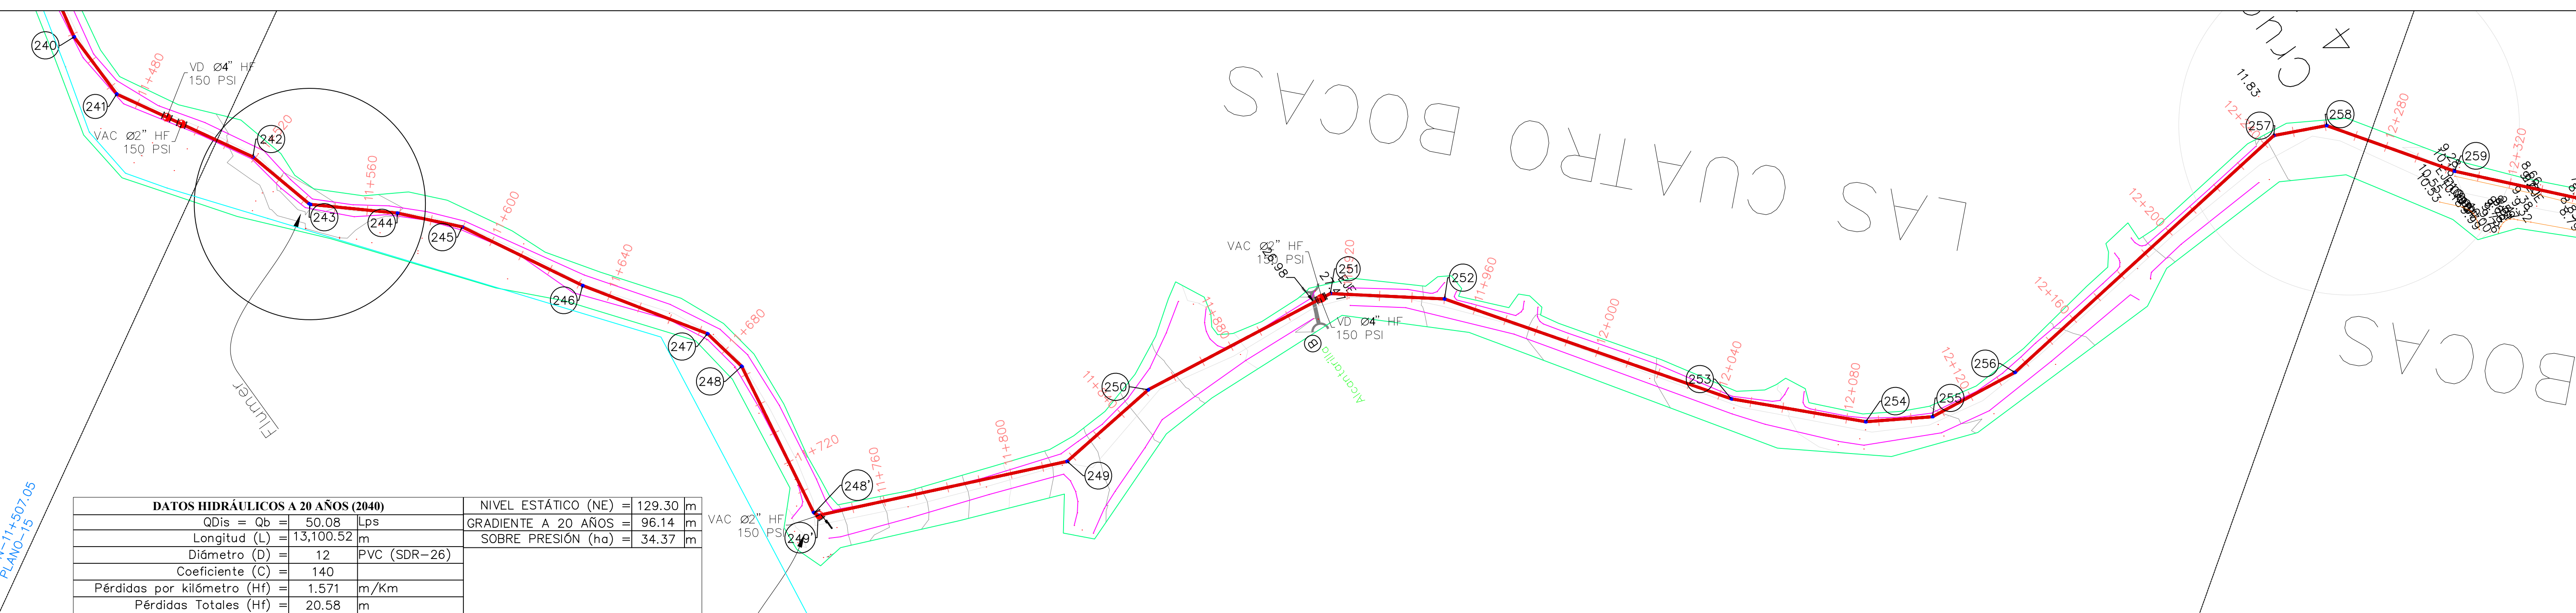 240
241
11+480
VD Ø4" HF
150 PSI
VAC Ø2" HF
150 PSI
242
243
11+560
244
245
11+600
246
11+640
247
248
11+720
248'
249'
11+760
VAC Ø2" HF
150 PSI
11+800
249
250
11+880
VAC Ø2" HF
150 PSI
26.98
251
VD Ø4" HF
150 PSI
B
Alcantarilla
252
11+960
12+000
253
12+040
12+080
254
255
12+120
256
12+160
12+200
257
258
11.83
12+280
259
12+320
LAS CUATRO BOCAS
BOCAS
A
Flumer
PLANO-15
DATOS HIDRÁULICOS A 20 AÑOS (2040)
QDis = Qb = 50.08 Lps
Longitud (L) = 13,100.52 m
Diámetro (D) = 12 PVC (SDR-26)
Coeficiente (C) = 140
Pérdidas por kilómetro (Hf) = 1.571 m/Km
Pérdidas Totales (Hf) = 20.58 m
NIVEL ESTÁTICO (NE) = 129.30 m
GRADIENTE A 20 AÑOS = 96.14 m
SOBRE PRESIÓN (ha) = 34.37 m